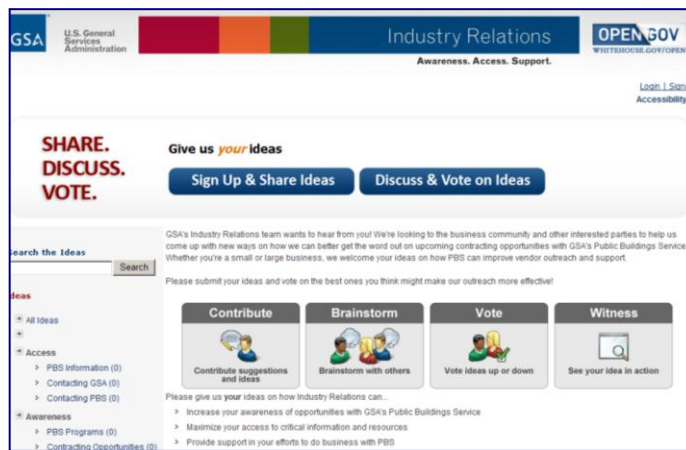 GSA
U.S. General
Services
Administration
Industry Relations
OPEN GOV
WHITEHOUSE.GOV/OPEN
Awareness. Access. Support.
Login | Sign
Accessibility
SHARE.
DISCUSS.
VOTE.
Give us your ideas
Sign Up & Share Ideas
Discuss & Vote on Ideas
GSA's Industry Relations team wants to hear from you! We're looking to the business community and other interested parties to help us
come up with new ways on how we can better get the word out on upcoming contracting opportunities with GSA's Public Buildings Service
Whether you're a small or large business, we welcome your ideas on how PBS can improve vendor outreach and support.
Please submit your ideas and vote on the best ones you think might make our outreach more effective!
Search the Ideas
Search
deas
All Ideas
Access
PBS Information (0)
Contacting GSA (0)
Contacting PBS (0)
Awareness
PBS Programs (0)
Contracting Opportunities (0)
Contribute
Contribute suggestions
and ideas
Brainstorm
Brainstorm with others
Vote
Vote ideas up or down
Witness
See your idea in action
Please give us your ideas on how Industry Relations can...
Increase your awareness of opportunities with GSA's Public Buildings Service
Maximize your access to critical information and resources
Provide support in your efforts to do business with PBS